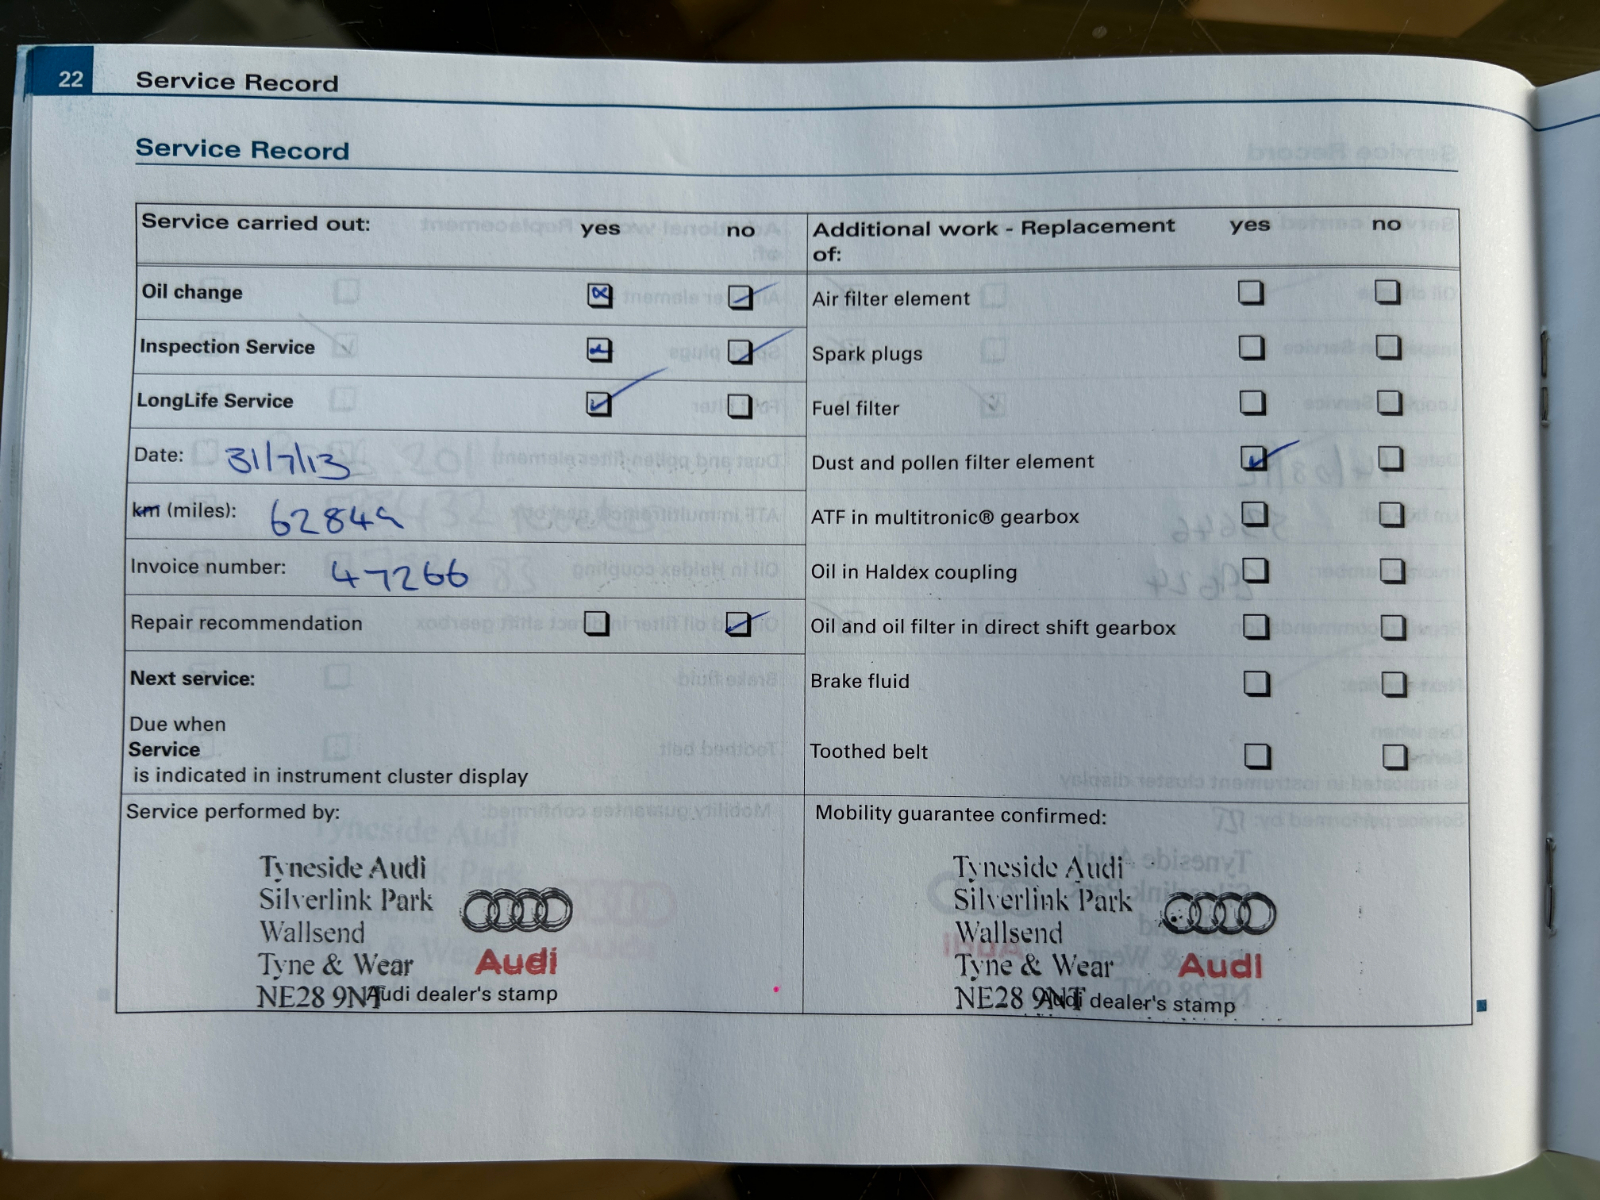 22
Service Record
Service Record
Service carried out: yes no
Oil change
Inspection Service
LongLife Service
Date: 31/7/13
km (miles):
Invoice number: 47266
Repair recommendation
Next service:
Due when
Service
is indicated in instrument cluster display
Additional work - Replacement of: yes no
Air filter element
Spark plugs
Fuel filter
Dust and pollen filter element
ATF in multitronic® gearbox
Oil in Haldex coupling
Oil and oil filter in direct shift gearbox
Brake fluid
Toothed belt
Service performed by:
Tyneside Audi
Silverlink Park
Wallsend
Tyne & Wear
NE28 9NT
Audi
Audi dealer's stamp
Mobility guarantee confirmed:
Tyneside Audi
Silverlink Park
Wallsend
Tyne & Wear
NE28 9NT
Audi
Audi dealer's stamp